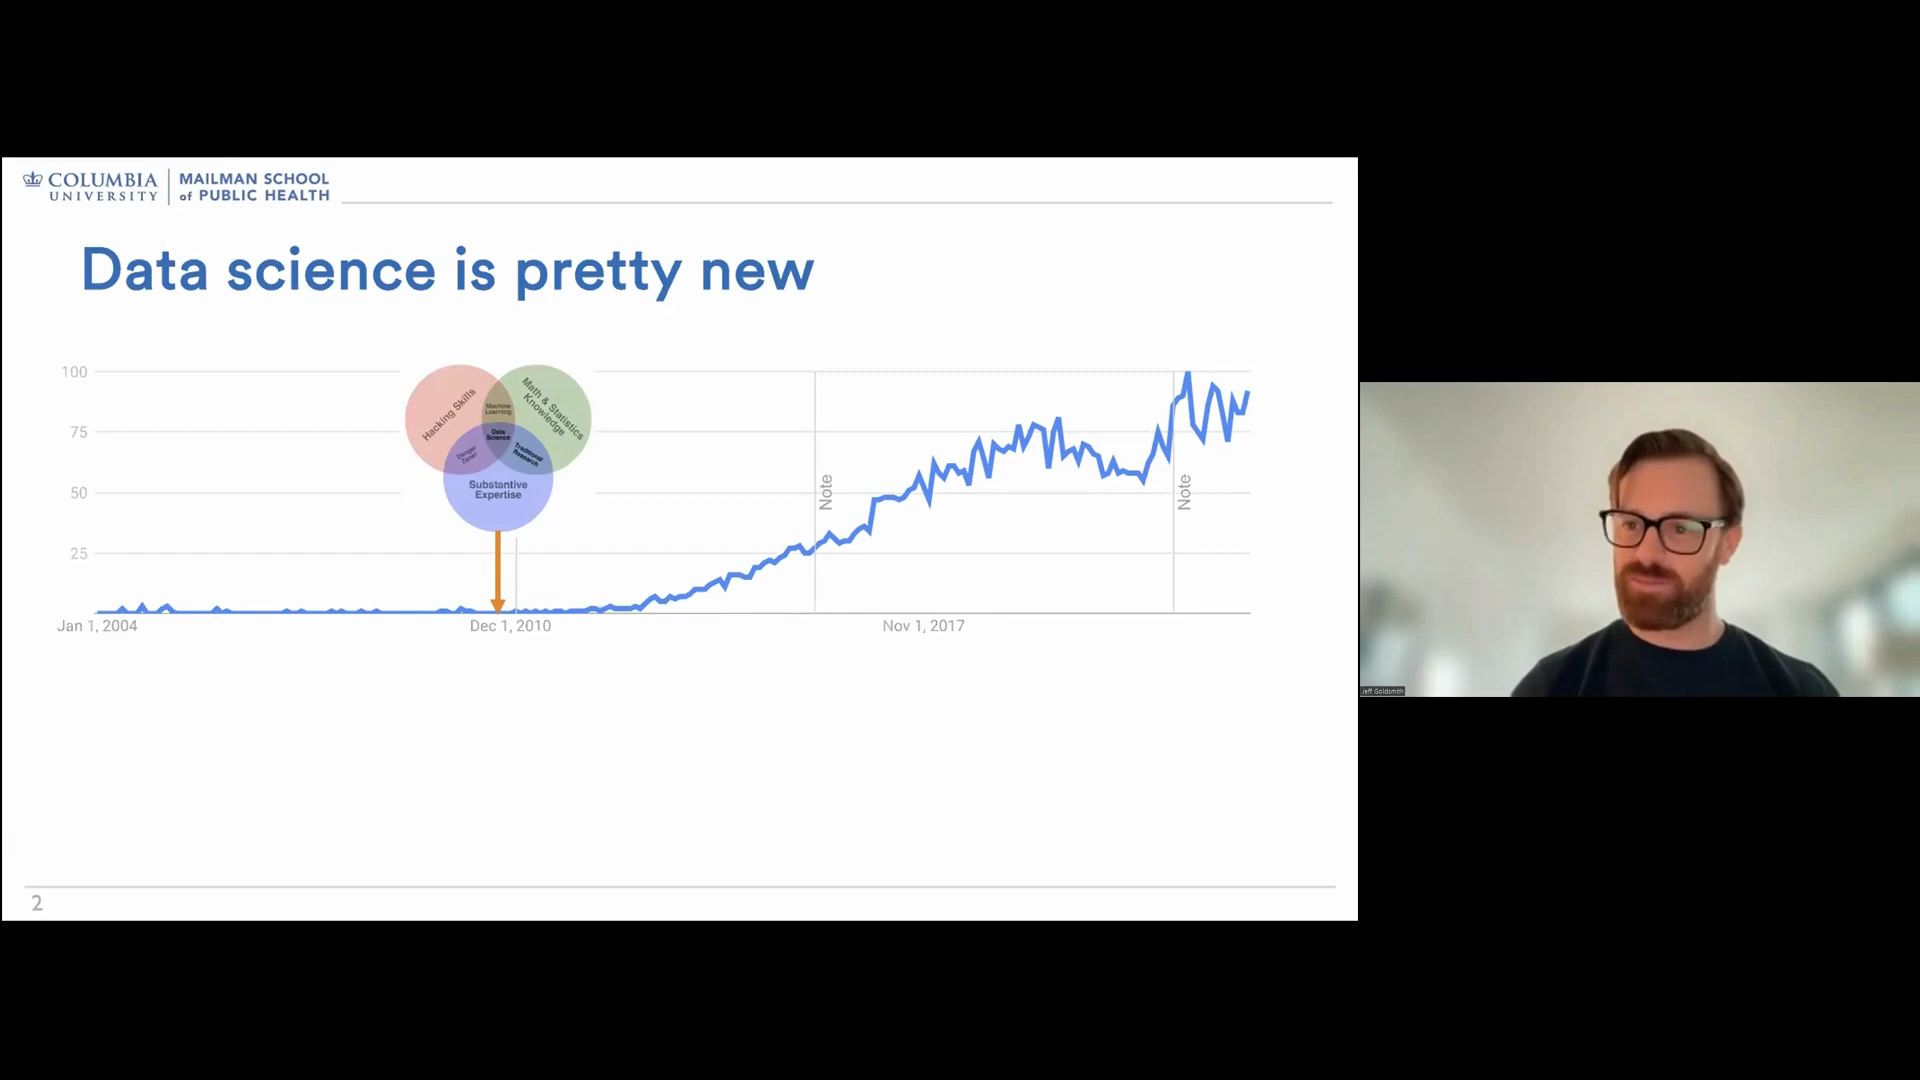 COLUMBIA UNIVERSITY
MAILMAN SCHOOL of PUBLIC HEALTH
Data science is pretty new
100
75
50
25
Hacking Skills
Math & Statistics Knowledge
Machine Learning
Data Science
Danger Zone!
Traditional Research
Substantive Expertise
Note
Note
Jan 1, 2004
Dec 1, 2010
Nov 1, 2017
2
Jeff Goldsmith